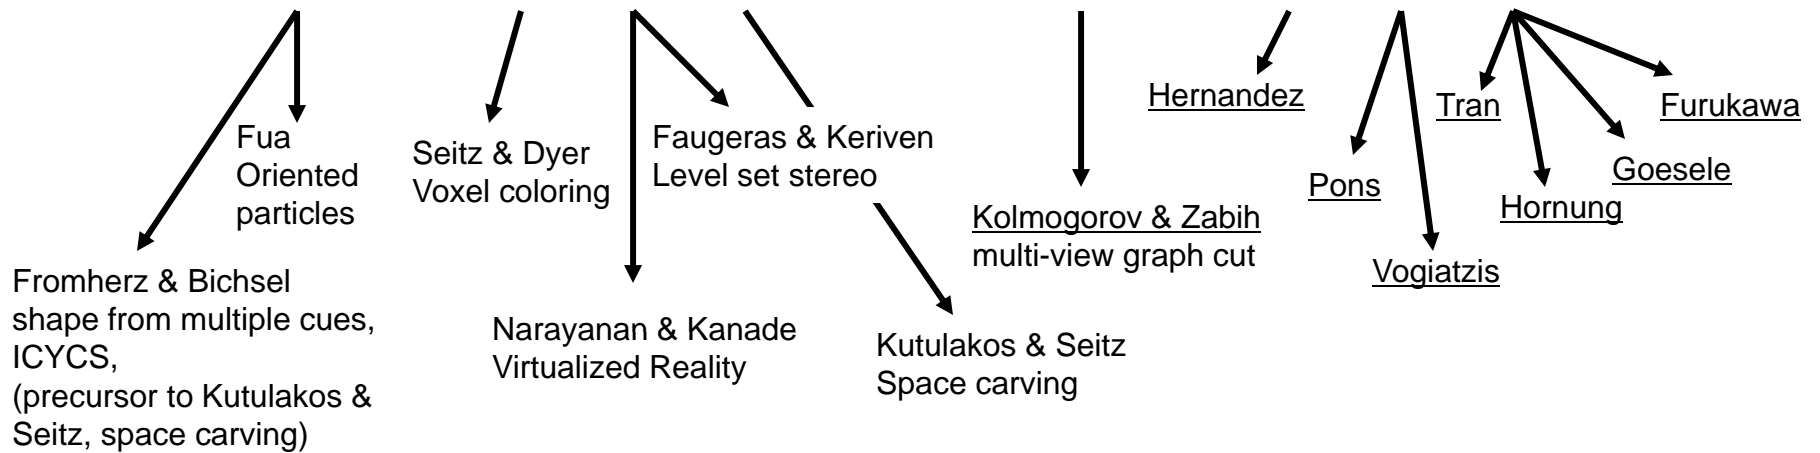 Fromherz & Bichsel
shape from multiple cues,
ICYCS,
(precursor to Kutulakos &
Seitz, space carving)
Fua
Oriented
particles
Seitz & Dyer
Voxel coloring
Narayanan & Kanade
Virtualized Reality
Faugeras & Keriven
Level set stereo
Kutulakos & Seitz
Space carving
Kolmogorov & Zabih
multi-view graph cut
Hernandez
Pons
Vogiatzis
Tran
Hornung
Goesele
Furukawa